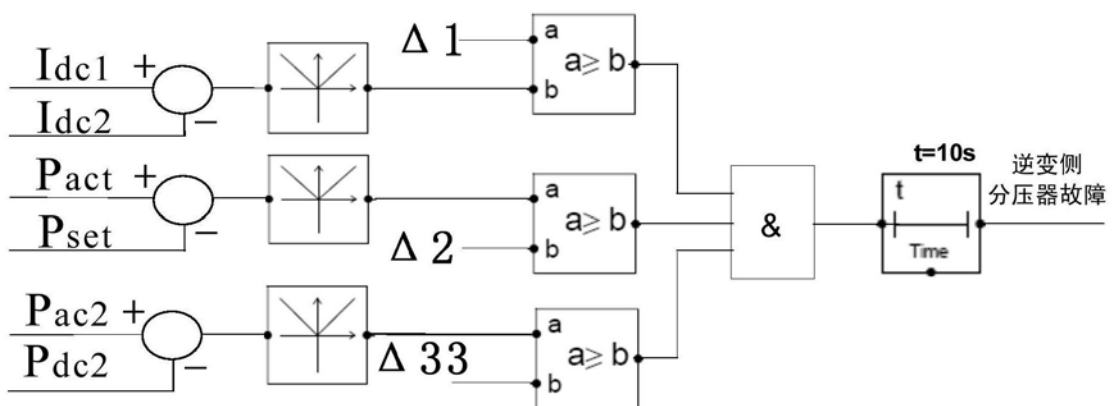 Idc1 +
Idc2 −
Δ 1
a
a≥ b
b
Pact +
Pset −
Δ 2
a
a≥ b
b
Pac2 +
Pdc2 −
Δ 33
a
a≥ b
b
&
t=10s
t
Time
逆变侧
分压器故障